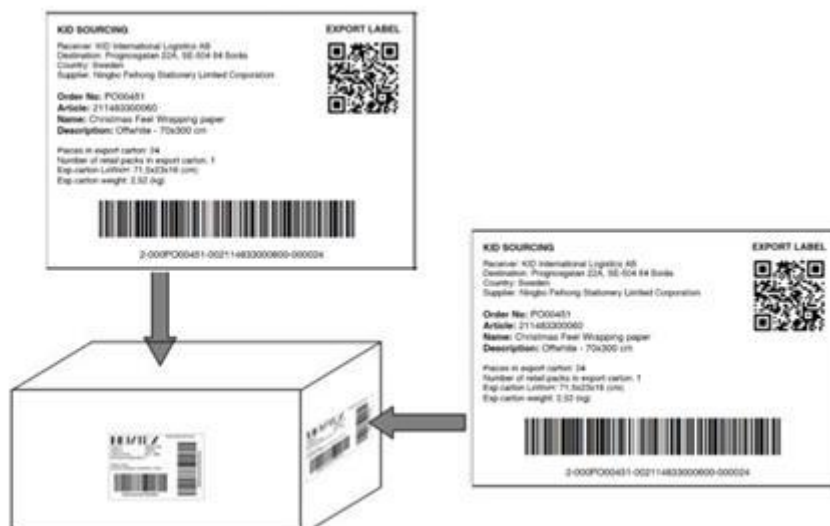 KID SOURCING
EXPORT LABEL
Receiver: KID International Logistics AB
Destination: Prognosgatan 22A, SE-504 64 Borås
Country: Sweden
Supplier: Ningbo Feihong Stationery Limited Corporation
Order No: PO00451
Article: 211483300060
Name: Christmas Feel Wrapping paper
Description: Offwhite - 70x300 cm
Pieces in export carton: 24
Number of retail packs in export carton: 1
Exp carton LxWxH: 71,5x23x16 (cm)
Exp carton weight: 2,52 (kg)
2-000PO00451-002114833000600-000024
KID SOURCING
EXPORT LABEL
Receiver: KID International Logistics AB
Destination: Prognosgatan 22A, SE-504 64 Borås
Country: Sweden
Supplier: Ningbo Feihong Stationery Limited Corporation
Order No: PO00451
Article: 211483300060
Name: Christmas Feel Wrapping paper
Description: Offwhite - 70x300 cm
Pieces in export carton: 24
Number of retail packs in export carton: 1
Exp carton LxWxH: 71,5x23x16 (cm)
Exp carton weight: 2,52 (kg)
2-000PO00451-002114833000600-000024